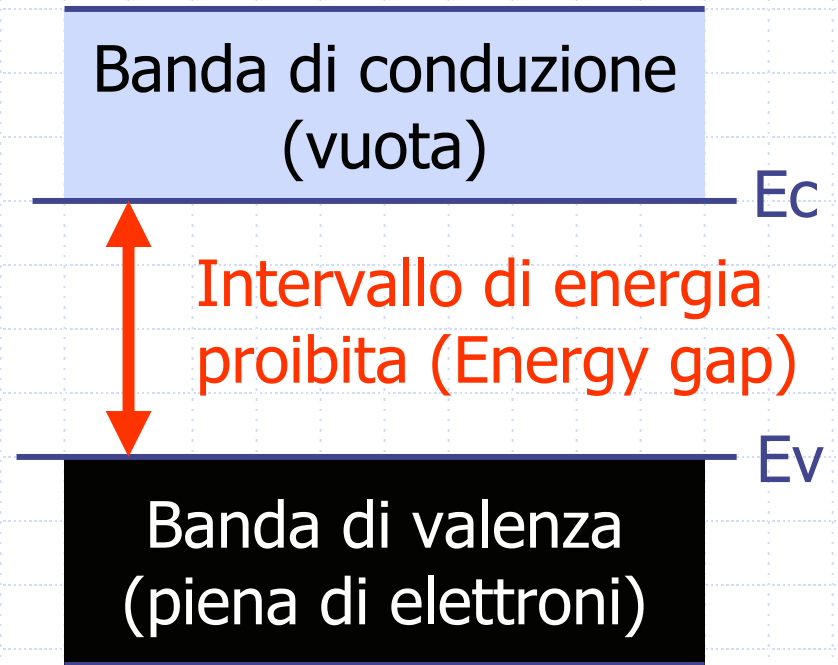 Banda di conduzione
(vuota)
Ec
Intervallo di energia
proibita (Energy gap)
Ev
Banda di valenza
(piena di elettroni)